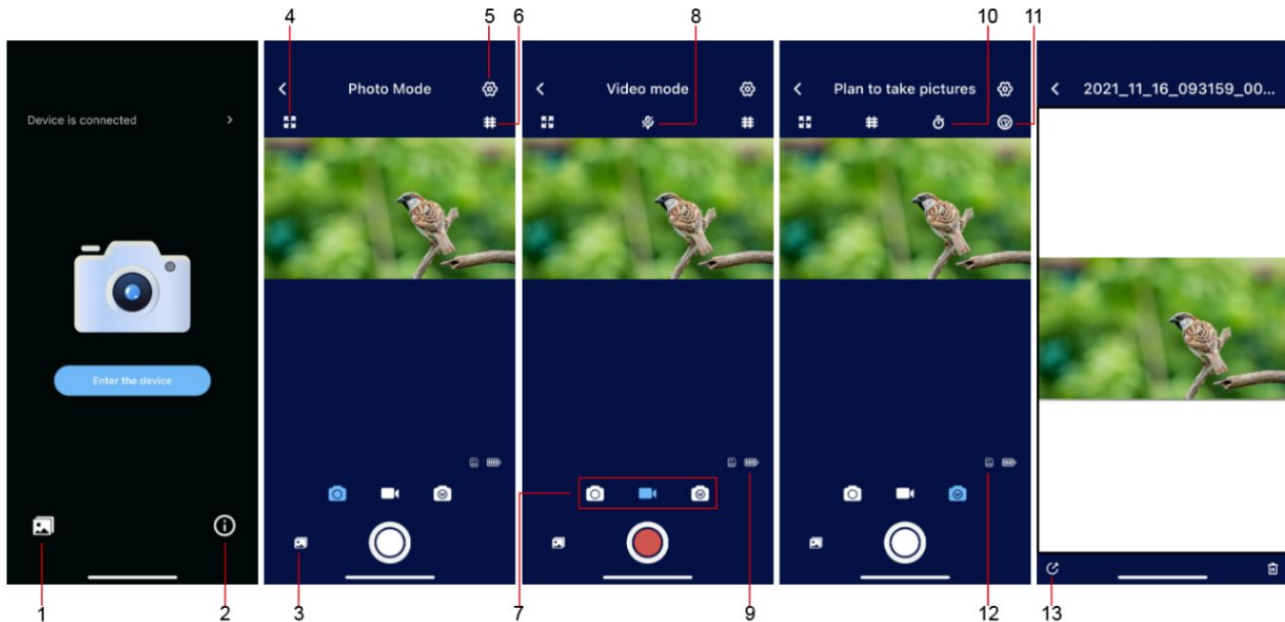 4
5
6
8
10
11
Device is connected
Enter the device
Photo Mode
Video mode
Plan to take pictures
2021_11_16_093159_00...
1
2
3
7
9
12
13